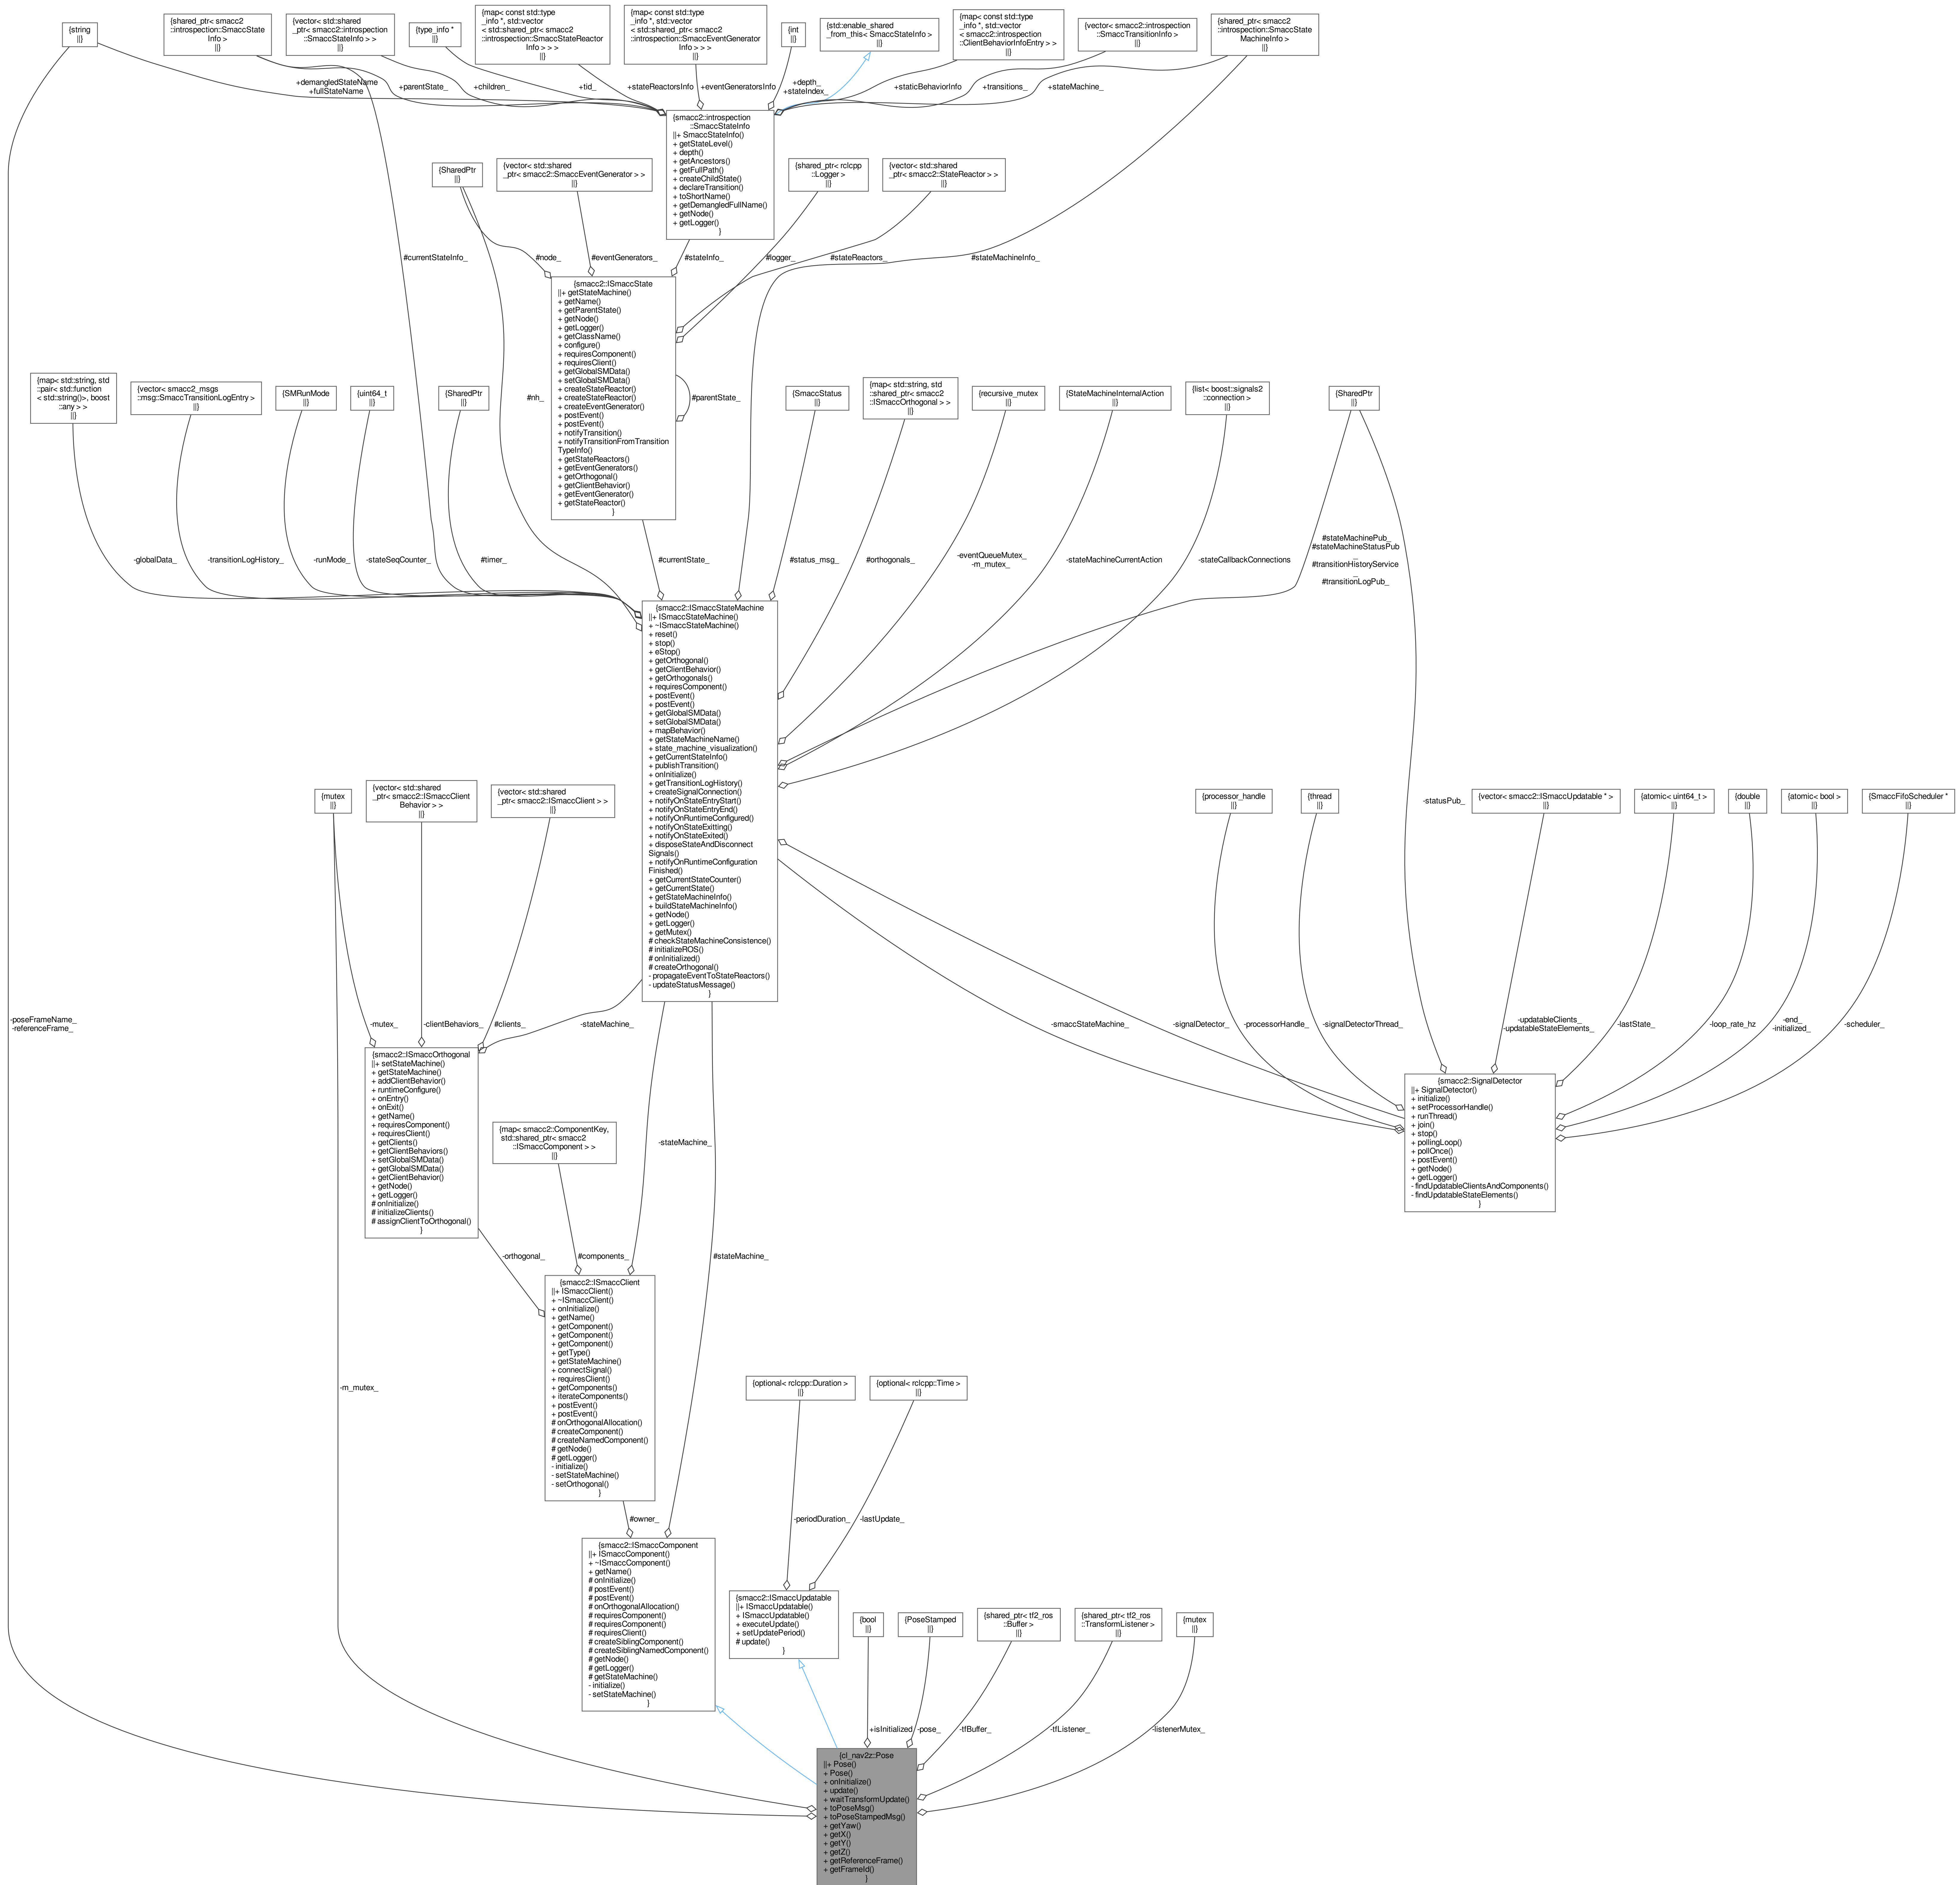 {string
||}
{shared_ptr< smacc2
::introspection::SmaccState
Info >
||}
{vector< std::shared
_ptr< smacc2::introspection
::SmaccStateInfo > >
||}
{type_info *
||}
{map< const std::type
_info *, std::vector
< std::shared_ptr< smacc2
::introspection::SmaccStateReactor
Info > > >
||}
{map< const std::type
_info *, std::vector
< std::shared_ptr< smacc2
::introspection::SmaccEventGenerator
Info > > >
||}
{int
||}
{std::enable_shared
_from_this< SmaccStateInfo >
||}
{map< const std::type
_info *, std::vector
< smacc2::introspection
::ClientBehaviorInfoEntry > >
||}
{vector< smacc2::introspection
::SmaccTransitionInfo >
||}
{shared_ptr< smacc2
::introspection::SmaccState
MachineInfo >
||}
+demangledStateName
+fullStateName
+parentState_
+children_
+tid_
+stateReactorsInfo
+eventGeneratorsInfo
+depth_
+stateIndex_
+staticBehaviorInfo
+transitions_
+stateMachine_
{smacc2::introspection
::SmaccStateInfo
||+ SmaccStateInfo()
+ getStateLevel()
+ depth()
+ getAncestors()
+ getFullPath()
+ createChildState()
+ declareTransition()
+ toShortName()
+ getDemangledFullName()
+ getNode()
+ getLogger()
}
{SharedPtr
||}
{vector< std::shared
_ptr< smacc2::SmaccEventGenerator > >
||}
{shared_ptr< rclcpp
::Logger >
||}
{vector< std::shared
_ptr< smacc2::StateReactor > >
||}
#currentStateInfo_
#node_
#eventGenerators_
#stateInfo_
#logger_
#stateReactors_
#stateMachineInfo_
{smacc2::ISmaccState
||+ getStateMachine()
+ getName()
+ getParentState()
+ getNode()
+ getLogger()
+ getClassName()
+ configure()
+ requiresComponent()
+ requiresClient()
+ getGlobalSMData()
+ setGlobalSMData()
+ createStateReactor()
+ createStateReactor()
+ createEventGenerator()
+ postEvent()
+ postEvent()
+ notifyTransition()
+ notifyTransitionFromTransition
TypeInfo()
+ getStateReactors()
+ getEventGenerators()
+ getOrthogonal()
+ getClientBehavior()
+ getEventGenerator()
+ getStateReactor()
}
#parentState_
#nh_
{map< std::string, std
::pair< std::function
< std::string()>, boost
::any > >
||}
{vector< smacc2_msgs
::msg::SmaccTransitionLogEntry >
||}
{SMRunMode
||}
{uint64_t
||}
{SharedPtr
||}
{SmaccStatus
||}
{map< std::string, std
::shared_ptr< smacc2
::ISmaccOrthogonal > >
||}
{recursive_mutex
||}
{StateMachineInternalAction
||}
{list< boost::signals2
::connection >
||}
{SharedPtr
||}
-globalData_
-transitionLogHistory_
-runMode_
-stateSeqCounter_
#timer_
#currentState_
#status_msg_
#orthogonals_
-eventQueueMutex_
-m_mutex_
-stateMachineCurrentAction
-stateCallbackConnections
#stateMachinePub_
#stateMachineStatusPub
_
#transitionHistoryService
_
#transitionLogPub_
{smacc2::ISmaccStateMachine
||+ ISmaccStateMachine()
+ ~ISmaccStateMachine()
+ reset()
+ stop()
+ eStop()
+ getOrthogonal()
+ getClientBehavior()
+ getOrthogonals()
+ requiresComponent()
+ postEvent()
+ postEvent()
+ getGlobalSMData()
+ setGlobalSMData()
+ mapBehavior()
+ getStateMachineName()
+ state_machine_visualization()
+ getCurrentStateInfo()
+ publishTransition()
+ onInitialize()
+ getTransitionLogHistory()
+ createSignalConnection()
+ notifyOnStateEntryStart()
+ notifyOnStateEntryEnd()
+ notifyOnRuntimeConfigured()
+ notifyOnStateExitting()
+ notifyOnStateExited()
+ disposeStateAndDisconnect
Signals()
+ notifyOnRuntimeConfiguration
Finished()
+ getCurrentStateCounter()
+ getCurrentState()
+ getStateMachineInfo()
+ buildStateMachineInfo()
+ getNode()
+ getLogger()
+ getMutex()
# checkStateMachineConsistence()
# initializeROS()
# onInitialized()
# createOrthogonal()
- propagateEventToStateReactors()
- updateStatusMessage()
}
{mutex
||}
{vector< std::shared
_ptr< smacc2::ISmaccClient
Behavior > >
||}
{vector< std::shared
_ptr< smacc2::ISmaccClient > >
||}
{processor_handle
||}
{thread
||}
-statusPub_
{vector< smacc2::ISmaccUpdatable * >
||}
{atomic< uint64_t >
||}
{double
||}
{atomic< bool >
||}
{SmaccFifoScheduler *
||}
-poseFrameName_
-referenceFrame_
-mutex_
-clientBehaviors_
#clients_
-stateMachine_
-smaccStateMachine_
-signalDetector_
-processorHandle_
-signalDetectorThread_
-updatableClients_
-updatableStateElements_
-lastState_
-loop_rate_hz
-end_
-initialized_
-scheduler_
{smacc2::ISmaccOrthogonal
||+ setStateMachine()
+ getStateMachine()
+ addClientBehavior()
+ runtimeConfigure()
+ onEntry()
+ onExit()
+ getName()
+ requiresComponent()
+ requiresClient()
+ getClients()
+ getClientBehaviors()
+ setGlobalSMData()
+ getGlobalSMData()
+ getClientBehavior()
+ getNode()
+ getLogger()
# onInitialize()
# initializeClients()
# assignClientToOrthogonal()
}
{smacc2::SignalDetector
||+ SignalDetector()
+ initialize()
+ setProcessorHandle()
+ runThread()
+ join()
+ stop()
+ pollingLoop()
+ pollOnce()
+ postEvent()
+ getNode()
+ getLogger()
- findUpdatableClientsAndComponents()
- findUpdatableStateElements()
}
{map< smacc2::ComponentKey,
std::shared_ptr< smacc2
::ISmaccComponent > >
||}
-stateMachine_
-orthogonal_
#components_
#stateMachine_
{smacc2::ISmaccClient
||+ ISmaccClient()
+ ~ISmaccClient()
+ onInitialize()
+ getName()
+ getComponent()
+ getComponent()
+ getComponent()
+ getType()
+ getStateMachine()
+ connectSignal()
+ requiresClient()
+ getComponents()
+ iterateComponents()
+ postEvent()
+ postEvent()
# onOrthogonalAllocation()
# createComponent()
# createNamedComponent()
# getNode()
# getLogger()
- initialize()
- setStateMachine()
- setOrthogonal()
}
-m_mutex_
{optional< rclcpp::Duration >
||}
{optional< rclcpp::Time >
||}
#owner_
-periodDuration_
-lastUpdate_
{smacc2::ISmaccComponent
||+ ISmaccComponent()
+ ~ISmaccComponent()
+ getName()
# onInitialize()
# postEvent()
# postEvent()
# onOrthogonalAllocation()
# requiresComponent()
# requiresComponent()
# requiresClient()
# createSiblingComponent()
# createSiblingNamedComponent()
# getNode()
# getLogger()
# getStateMachine()
- initialize()
- setStateMachine()
}
{smacc2::ISmaccUpdatable
||+ ISmaccUpdatable()
+ ISmaccUpdatable()
+ executeUpdate()
+ setUpdatePeriod()
# update()
}
{bool
||}
{PoseStamped
||}
{shared_ptr< tf2_ros
::Buffer >
||}
{shared_ptr< tf2_ros
::TransformListener >
||}
{mutex
||}
+isInitialized
-pose_
-tfBuffer_
-tfListener_
-listenerMutex_
{cl_nav2z::Pose
||+ Pose()
+ Pose()
+ onInitialize()
+ update()
+ waitTransformUpdate()
+ toPoseMsg()
+ toPoseStampedMsg()
+ getYaw()
+ getX()
+ getY()
+ getZ()
+ getReferenceFrame()
+ getFrameId()
}